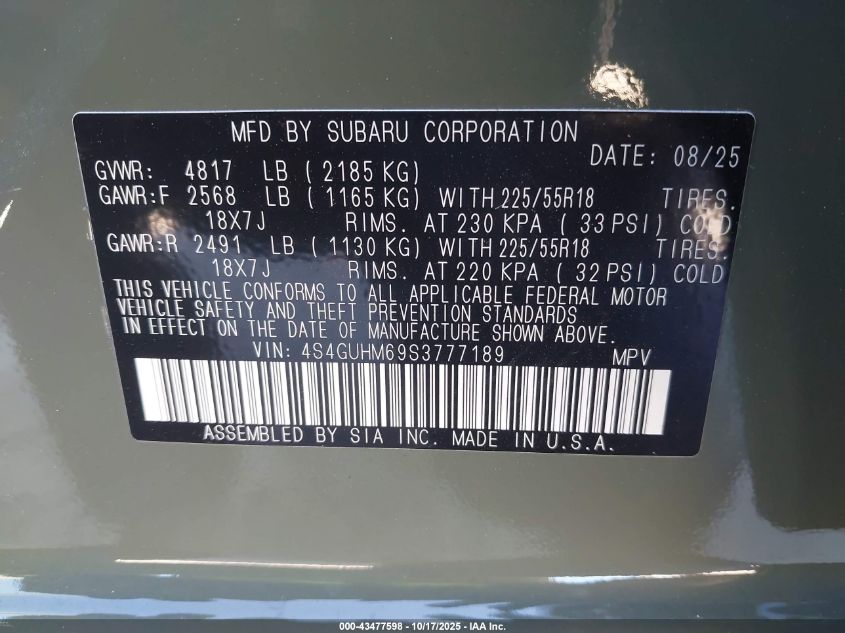 MFD BY SUBARU CORPORATION
DATE: 08/25
GVWR: 4817 LB ( 2185 KG)
GAWR:F 2568 LB ( 1165 KG) WITH 225/55R18 TIRES.
18X7J RIMS. AT 230 KPA ( 33 PSI) COLD
GAWR:R 2491 LB ( 1130 KG) WITH 225/55R18 TIRES.
18X7J RIMS. AT 220 KPA ( 32 PSI) COLD
THIS VEHICLE CONFORMS TO ALL APPLICABLE FEDERAL MOTOR
VEHICLE SAFETY AND THEFT PREVENTION STANDARDS
IN EFFECT ON THE DATE OF MANUFACTURE SHOWN ABOVE.
VIN: 4S4GUHM69S3777189 MPV
ASSEMBLED BY SIA INC. MADE IN U.S.A.
000-43477598 - 10/17/2025 - IAA Inc.